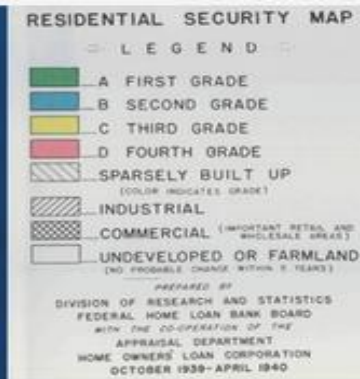 RESIDENTIAL SECURITY MAP
LEGEND
A FIRST GRADE
B SECOND GRADE
C THIRD GRADE
D FOURTH GRADE
SPARSELY BUILT UP
(COLOR INDICATES GRADE)
INDUSTRIAL
COMMERCIAL (IMPORTANT RETAIL AND WHOLESALE AREAS)
UNDEVELOPED OR FARMLAND
(NO PROBABLE CHANGE WITHIN 5 YEARS)
PREPARED BY
DIVISION OF RESEARCH AND STATISTICS
FEDERAL HOME LOAN BANK BOARD
WITH THE CO-OPERATION OF THE
APPRAISAL DEPARTMENT
HOME OWNERS' LOAN CORPORATION
OCTOBER 1939-APRIL 1940